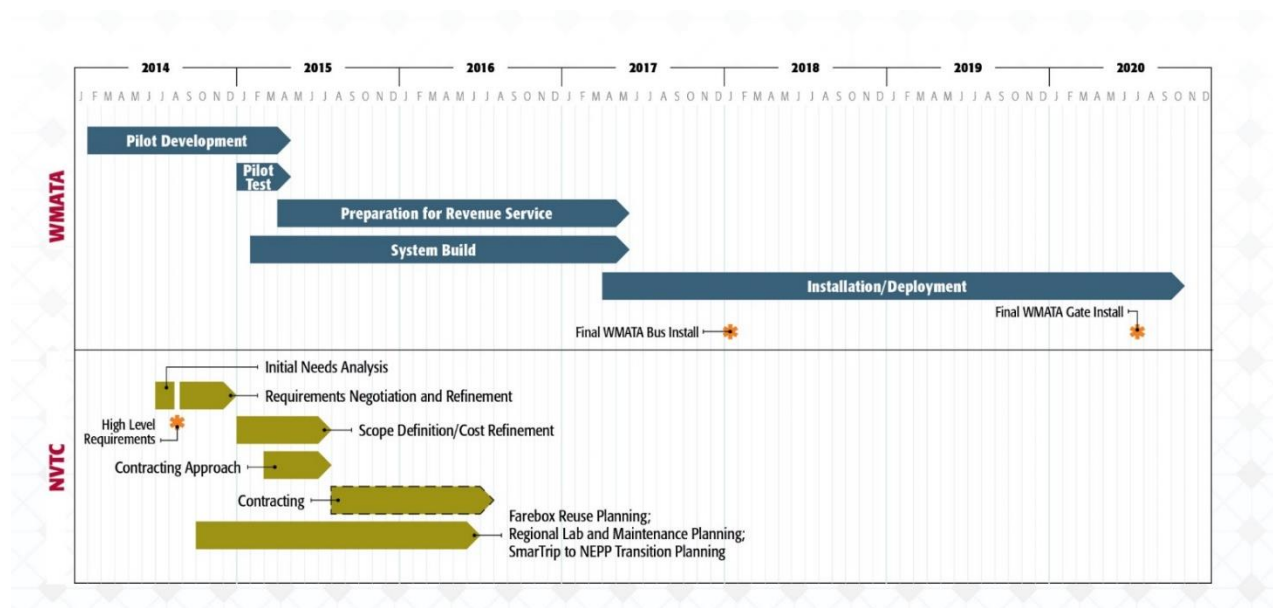 2014 2015 2016 2017 2018 2019 2020
J F M A M J J A S O N D J F M A M J J A S O N D J F M A M J J A S O N D J F M A M J J A S O N D J F M A M J J A S O N D J F M A M J J A S O N D J F M A M J J A S O N D
WMATA
Pilot Development
Pilot
Test
Preparation for Revenue Service
System Build
Installation/Deployment
Final WMATA Gate Install
Final WMATA Bus Install
NVTC
Initial Needs Analysis
Requirements Negotiation and Refinement
High Level
Requirements
Scope Definition/Cost Refinement
Contracting Approach
Contracting
Farebox Reuse Planning;
Regional Lab and Maintenance Planning;
SmarTrip to NEPP Transition Planning